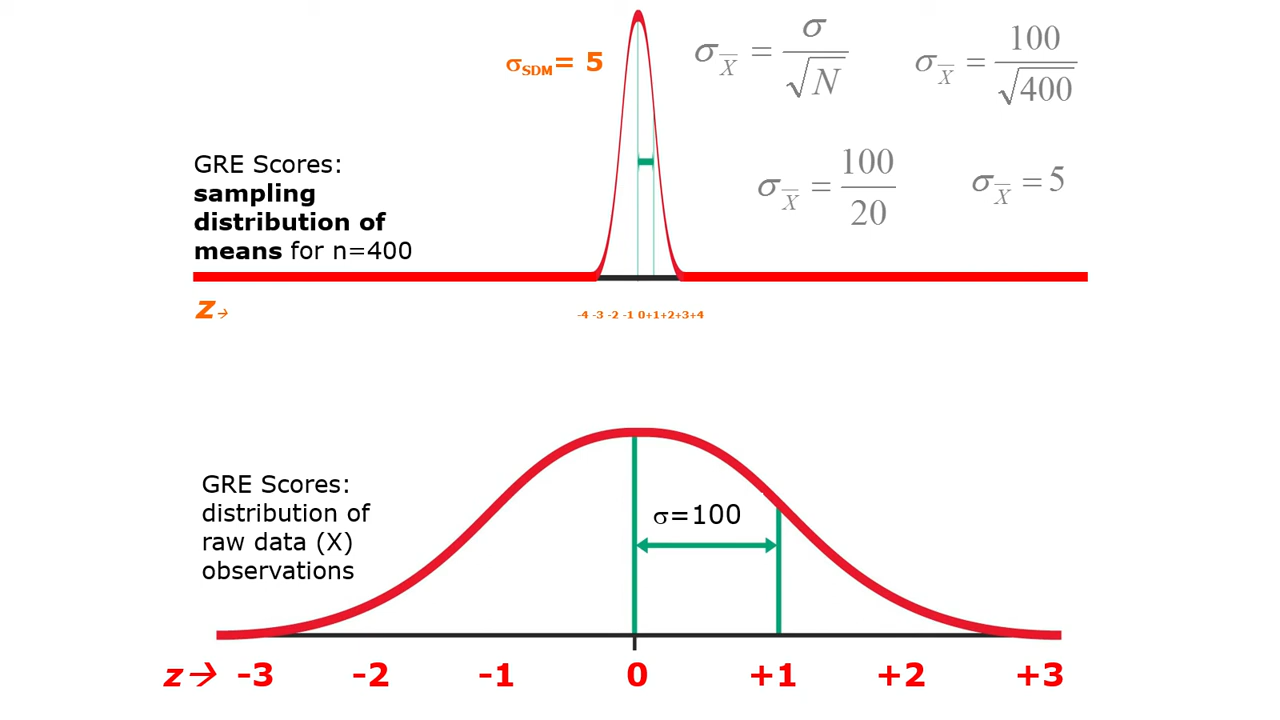 σSDM= 5
σX̅ = σ/√N
σX̅ = 100/√400
GRE Scores:
sampling
distribution of
means for n=400
σX̅ = 100/20
σX̅ = 5
z→
-4 -3 -2 -1 0+1+2+3+4
GRE Scores:
distribution of
raw data (X)
observations
σ=100
z→ -3 -2 -1 0 +1 +2 +3